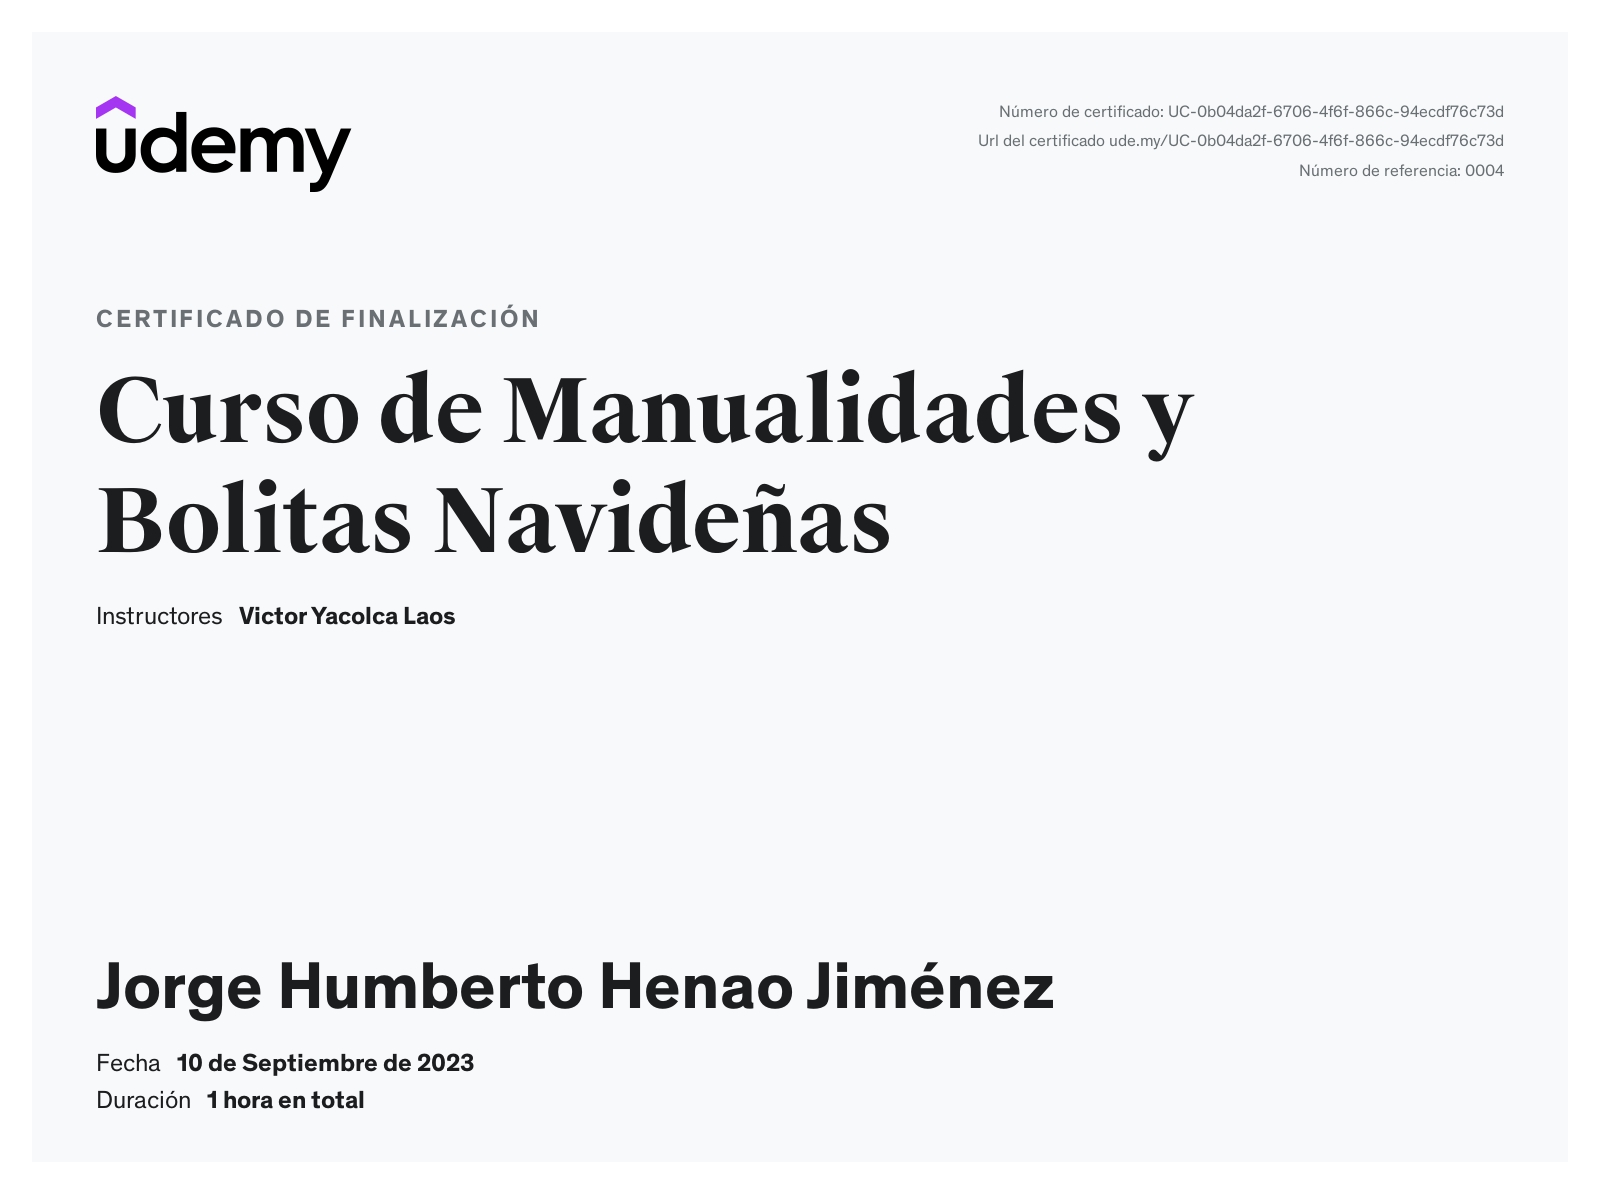 udemy
Número de certificado: UC-0b04da2f-6706-4f6f-866c-94ecdf76c73d
Url del certificado ude.my/UC-0b04da2f-6706-4f6f-866c-94ecdf76c73d
Número de referencia: 0004
CERTIFICADO DE FINALIZACIÓN
Curso de Manualidades y
Bolitas Navideñas
Instructores Victor Yacolca Laos
Jorge Humberto Henao Jiménez
Fecha 10 de Septiembre de 2023
Duración 1 hora en total